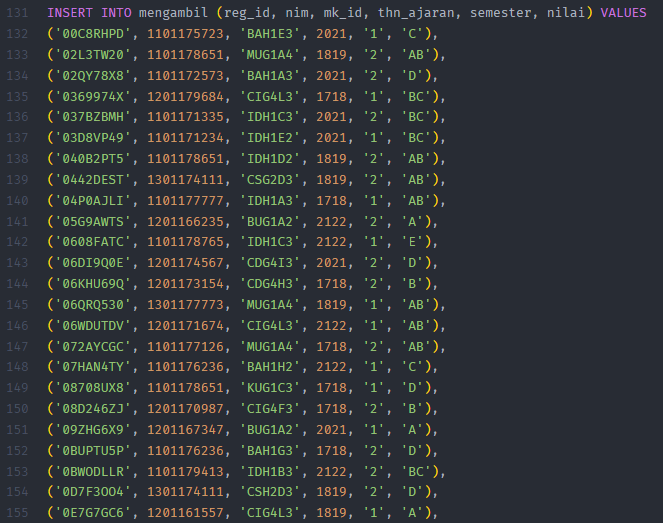 131 INSERT INTO mengambil (reg_id, nim, mk_id, thn_ajaran, semester, nilai) VALUES
132 ('00C8RHPD', 1101175723, 'BAH1E3', 2021, '1', 'C'),
133 ('02L3TW20', 1101178651, 'MUG1A4', 1819, '2', 'AB'),
134 ('02QY78X8', 1101172573, 'BAH1A3', 2021, '2', 'D'),
135 ('0369974X', 1201179684, 'CIG4L3', 1718, '1', 'BC'),
136 ('037BZBMH', 1101171335, 'IDH1C3', 2021, '2', 'BC'),
137 ('03D8VP49', 1101171234, 'IDH1E2', 2021, '1', 'BC'),
138 ('040B2PT5', 1101178651, 'IDH1D2', 1819, '2', 'AB'),
139 ('0442DEST', 1301174111, 'CSG2D3', 1819, '2', 'AB'),
140 ('04P0AJLI', 1101177777, 'IDH1A3', 1718, '1', 'AB'),
141 ('05G9AWTS', 1201166235, 'BUG1A2', 2122, '2', 'A'),
142 ('0608FATC', 1101178765, 'IDH1C3', 2122, '1', 'E'),
143 ('06DI9Q0E', 1201174567, 'CDG4I3', 2021, '2', 'D'),
144 ('06KHU69Q', 1201173154, 'CDG4H3', 1718, '2', 'B'),
145 ('06QRQ530', 1301177773, 'MUG1A4', 1819, '1', 'AB'),
146 ('06WDUTDV', 1201171674, 'CIG4L3', 2122, '1', 'AB'),
147 ('072AYCGC', 1101177126, 'MUG1A4', 1718, '2', 'AB'),
148 ('07HAN4TY', 1101176236, 'BAH1H2', 2122, '1', 'C'),
149 ('08708UX8', 1101178651, 'KUG1C3', 1718, '1', 'D'),
150 ('08D246ZJ', 1201170987, 'CIG4F3', 1718, '2', 'B'),
151 ('09ZHG6X9', 1201167347, 'BUG1A2', 2021, '1', 'A'),
152 ('0BUPTU5P', 1101176236, 'BAH1G3', 1718, '2', 'D'),
153 ('0BWODLLR', 1101179413, 'IDH1B3', 2122, '2', 'BC'),
154 ('0D7F3OO4', 1301174111, 'CSH2D3', 1819, '2', 'D'),
155 ('0E7G7GC6', 1201161557, 'CIG4L3', 1819, '1', 'A'),